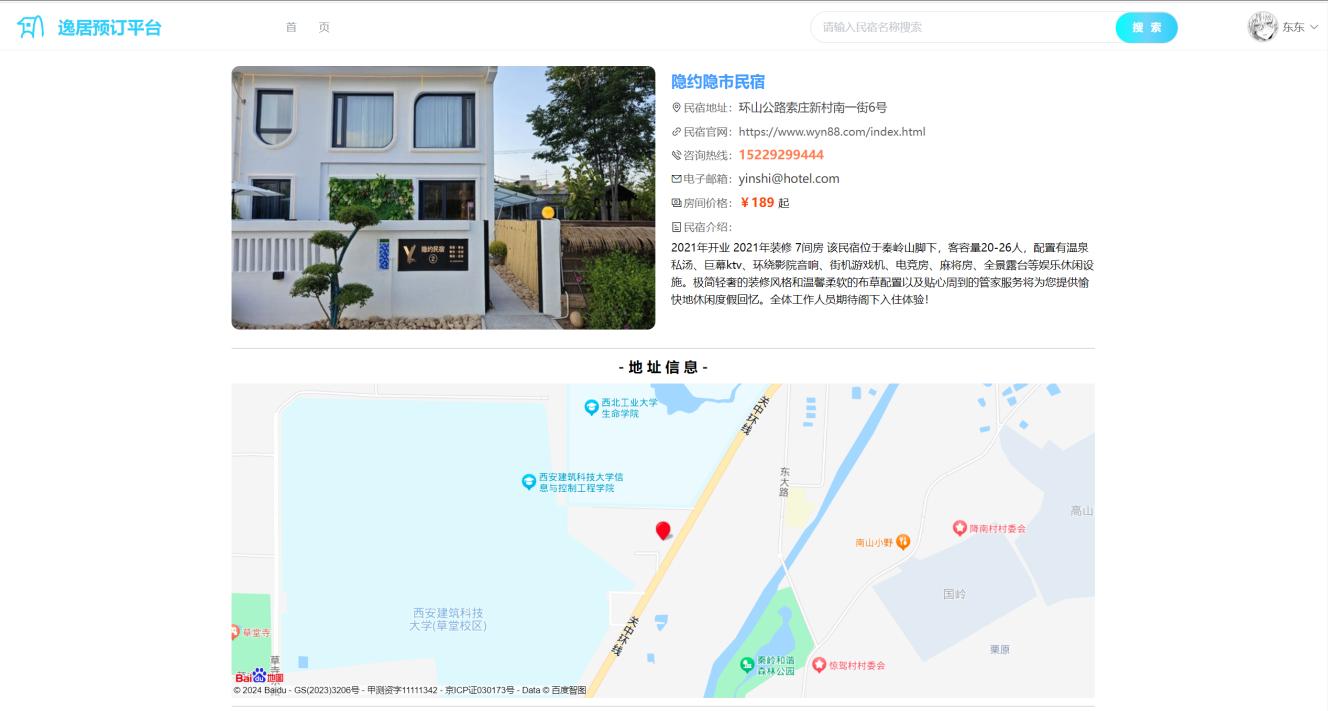 逸居预订平台
首 页
请输入民宿名称搜索
搜 索
东东
隐约民宿
2
隐约隐市民宿
民宿地址：环山公路索庄新村南一街6号
民宿官网：https://www.wyn88.com/index.html
咨询热线：15229299444
电子邮箱：yinshi@hotel.com
房间价格：￥189 起
民宿介绍：
2021年开业 2021年装修 7间房 该民宿位于秦岭山脚下，客容量20-26人，配置有温泉
私汤、巨幕ktv、环绕影院音响、街机游戏机、电竞房、麻将房、全景露台等娱乐休闲设
施。极简轻奢的装修风格和温馨柔软的布草配置以及贴心周到的管家服务将为您提供愉
快地休闲度假回忆。全体工作人员期待阁下入住体验！
- 地 址 信 息 -
西北工业大学
生命学院
关中环线
西安建筑科技大学信
息与控制工程学院
东大路
高山
降南村村委会
南山小野
国岭
西安建筑科技
大学(草堂校区)
关中环线
草堂寺
栗原
秦岭和谐
森林公园
惊驾村村委会
草寺
Bai du 地图
© 2024 Baidu - GS(2023)3206号 - 甲测资字11111342 - 京ICP证030173号 - Data © 百度智图